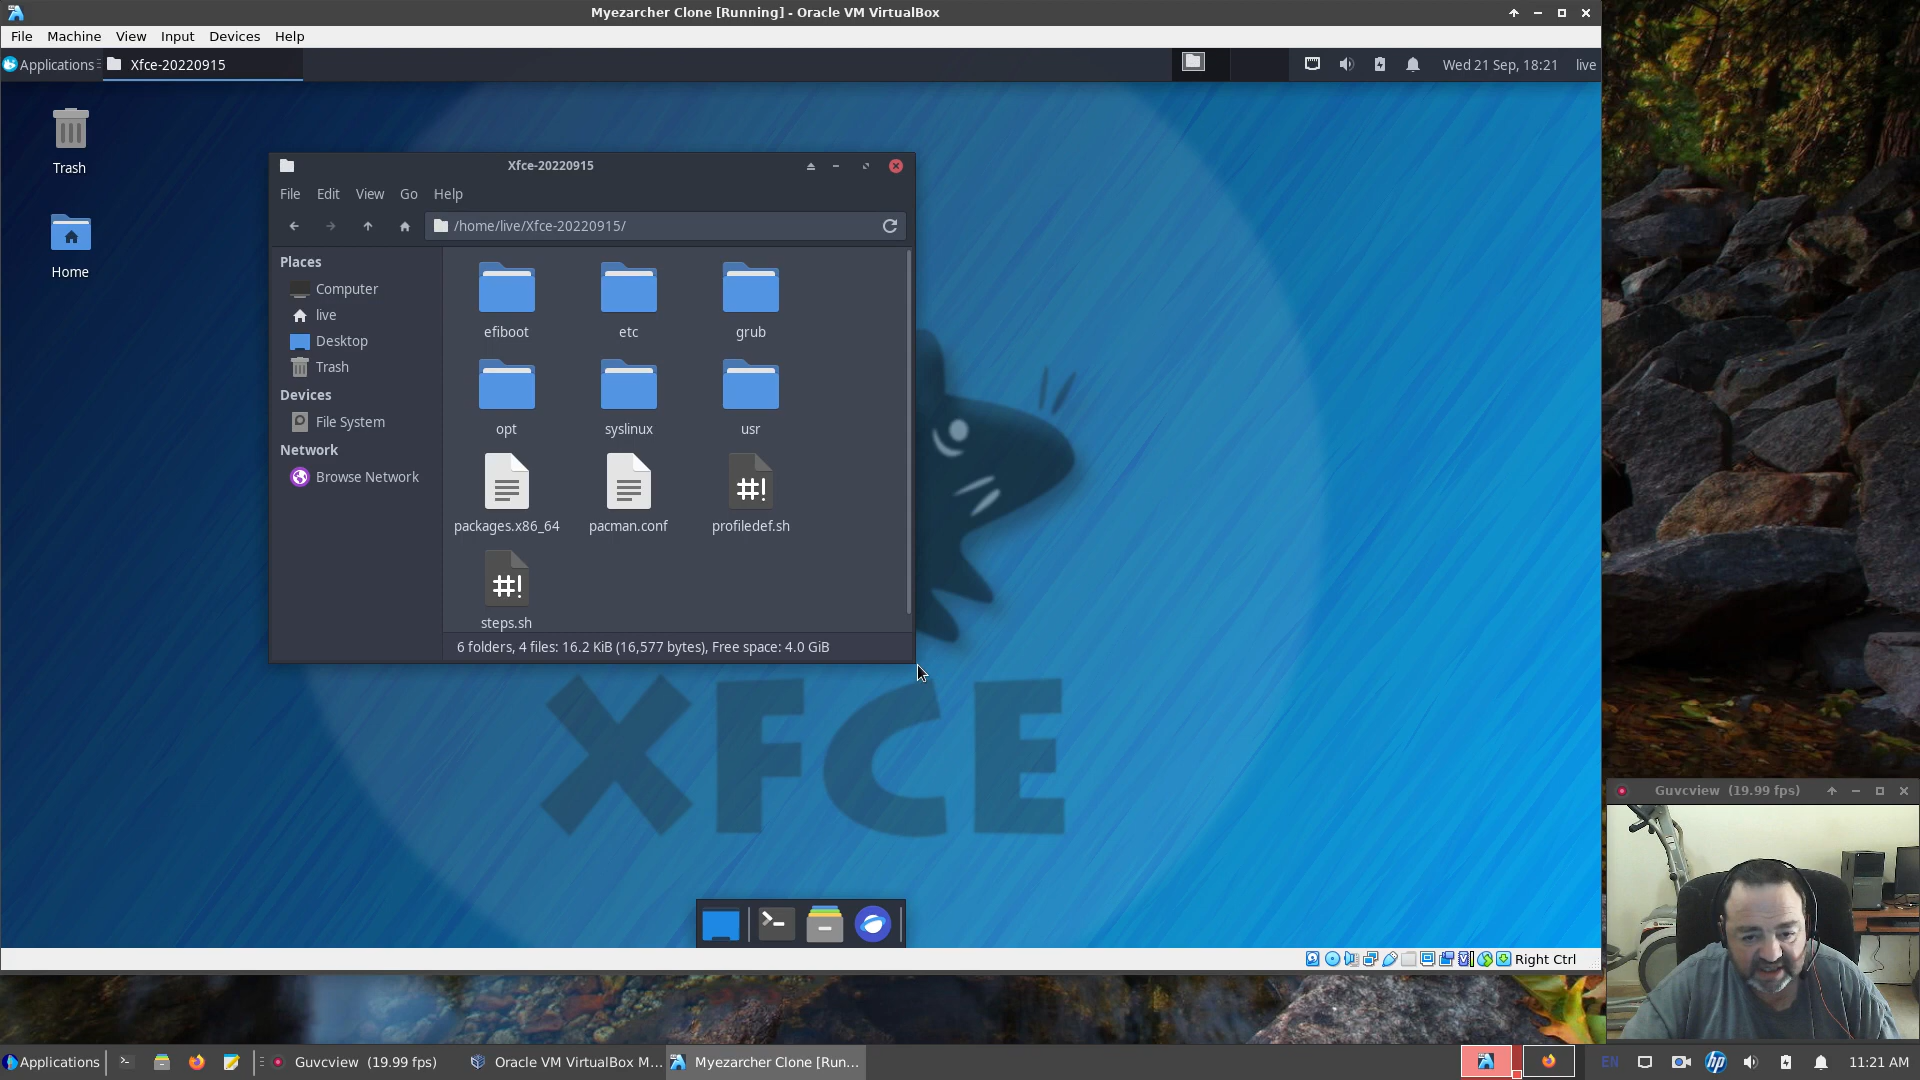 Myezarcher Clone [Running] - Oracle VM VirtualBox
File Machine View Input Devices Help
Applications Xfce-20220915 Wed 21 Sep, 18:21 live
Trash
Home
Xfce-20220915
File Edit View Go Help
/home/live/Xfce-20220915/
Places
Computer
live
Desktop
Trash
Devices
File System
Network
Browse Network
efiboot etc grub
opt syslinux usr
#!
packages.x86_64 pacman.conf profiledef.sh
#!
steps.sh
6 folders, 4 files: 16.2 KiB (16,577 bytes), Free space: 4.0 GiB
XFCE
Right Ctrl
Guvcview (19.99 fps)
Applications Guvcview (19.99 fps) Oracle VM VirtualBox M... Myezarcher Clone [Run... EN hp 11:21 AM